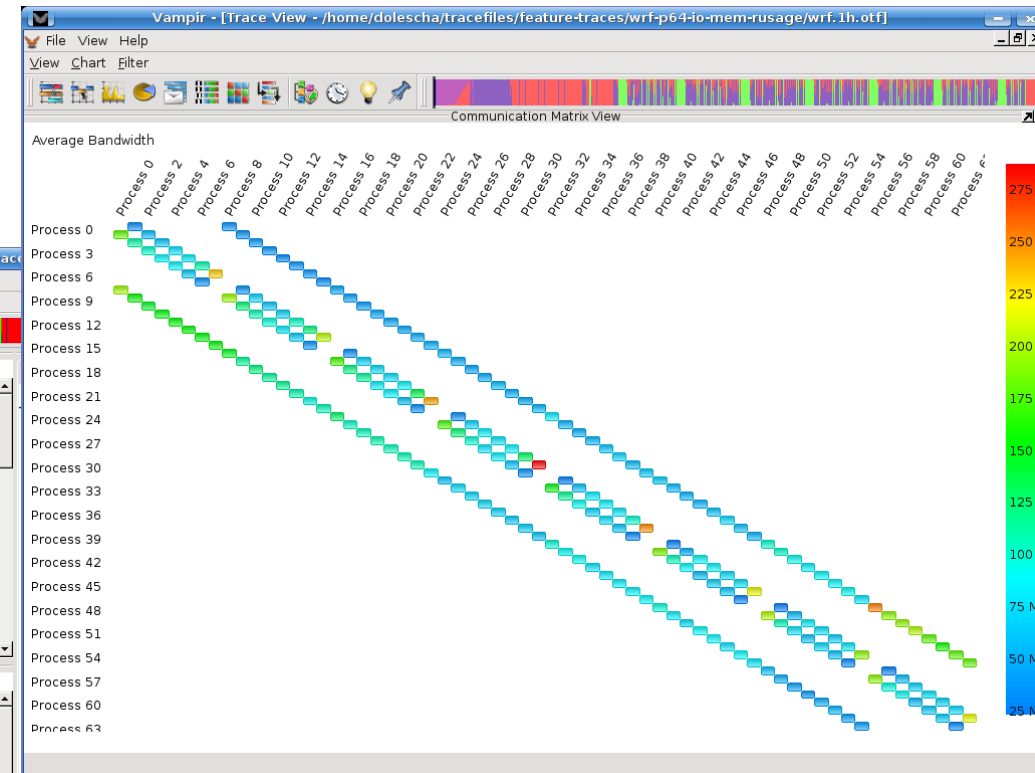 Vampir - [Trace View - /home/dolescha/tracefiles/feature-traces/wrf-p64-io-mem-rusage/wrf.1h.otf]
File View Help
View Chart Filter
Communication Matrix View
Average Bandwidth
Process 0
Process 2
Process 4
Process 6
Process 8
Process 10
Process 12
Process 14
Process 16
Process 18
Process 20
Process 22
Process 24
Process 26
Process 28
Process 30
Process 32
Process 34
Process 36
Process 38
Process 40
Process 42
Process 44
Process 46
Process 48
Process 50
Process 52
Process 54
Process 56
Process 58
Process 60
Process
Process 0
Process 3
Process 6
Process 9
Process 12
Process 15
Process 18
Process 21
Process 24
Process 27
Process 30
Process 33
Process 36
Process 39
Process 42
Process 45
Process 48
Process 51
Process 54
Process 57
Process 60
Process 63
275
250
225
200
175
150
125
100
75 M
50 M
25 M